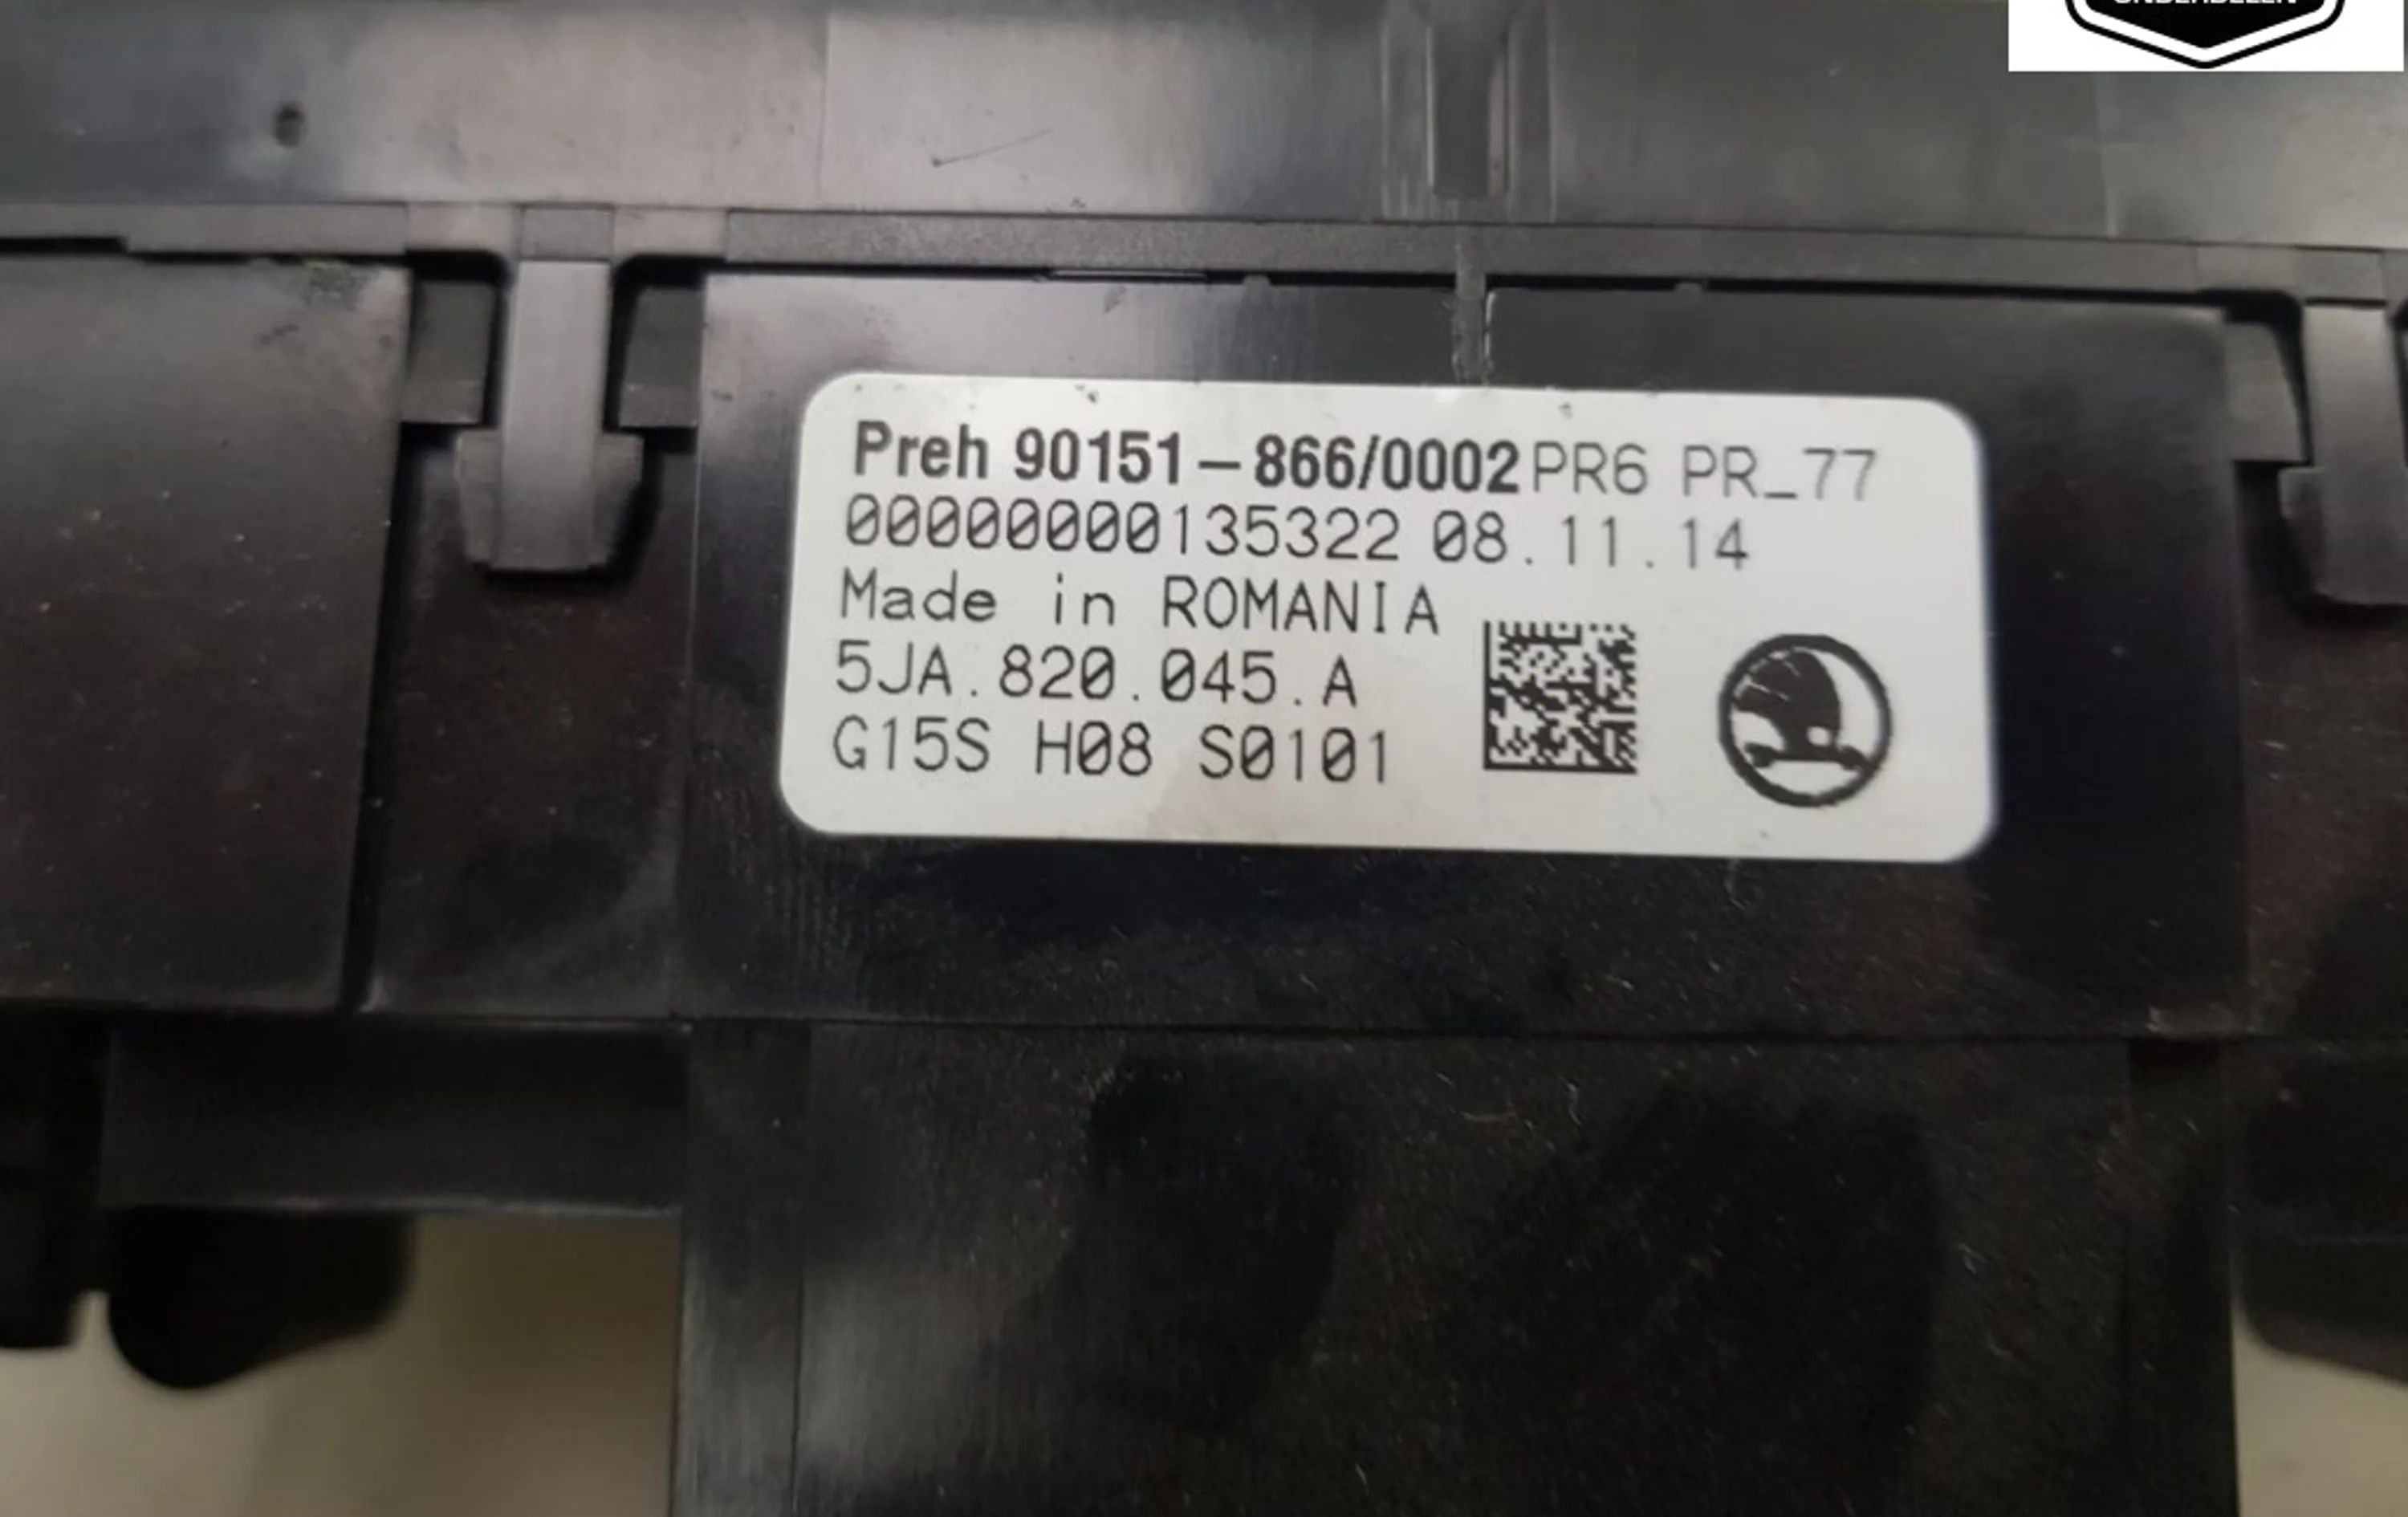 ONDERDELEN
Preh 90151-866/0002 PR6 PR_77
00000000135322 08.11.14
Made in ROMANIA
5JA.820.045.A
G15S H08 S0101